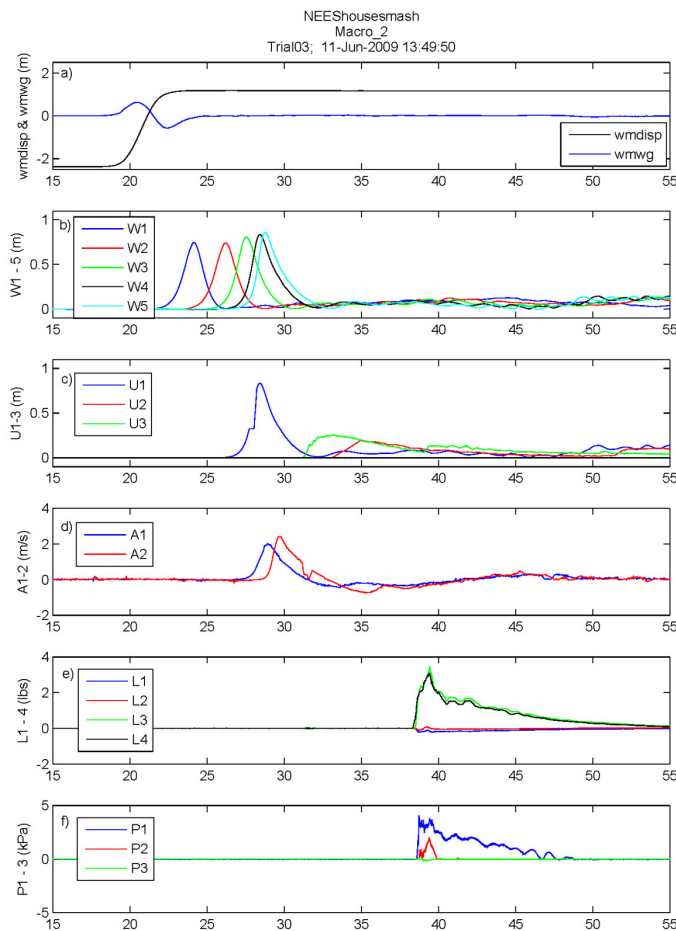 NEEShousesmash
Macro_2
Trial03; 11-Jun-2009 13:49:50
a)
wmdisp & wmwg (m)
2
0
-2
wmdisp
wmwg
15 20 25 30 35 40 45 50 55
b)
W1 - 5 (m)
1
0.5
0
W1
W2
W3
W4
W5
15 20 25 30 35 40 45 50 55
c)
U1-3 (m)
1
0.5
0
U1
U2
U3
15 20 25 30 35 40 45 50 55
d)
A1-2 (m/s)
4
2
0
-2
A1
A2
15 20 25 30 35 40 45 50 55
e)
L1 - 4 (lbs)
4
2
0
-2
L1
L2
L3
L4
15 20 25 30 35 40 45 50 55
f)
P1 - 3 (kPa)
5
0
-5
P1
P2
P3
15 20 25 30 35 40 45 50 55